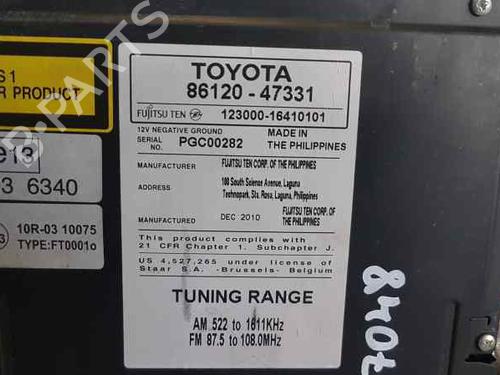 S 1
R PRODUCT
e13
03 6340
10R-03 10075
TYPE:FT0001o
TOYOTA
86120 - 47331
FUJITSU TEN
123000-16410101
12V NEGATIVE GROUND
SERIAL NO.
PGC00282
MADE IN
THE PHILIPPINES
MANUFACTURER
FUJITSU TEN CORP. OF THE PHILIPPINES
ADDRESS
108 South Science Avenue, Laguna
Technopark, Sta. Rosa, Laguna, Philippines
MANUFACTURED
DEC 2010
FUJITSU TEN CORP.
OF THE PHILIPPINES
This product complies with
21 CFR Chapter 1. Subchapter J.
US 4,527,265 under license of
Staar S.A. -Brussels- Belgium
TUNING RANGE
AM 522 to 1611KHz
FM 87.5 to 108.0MHz
B-PARTS